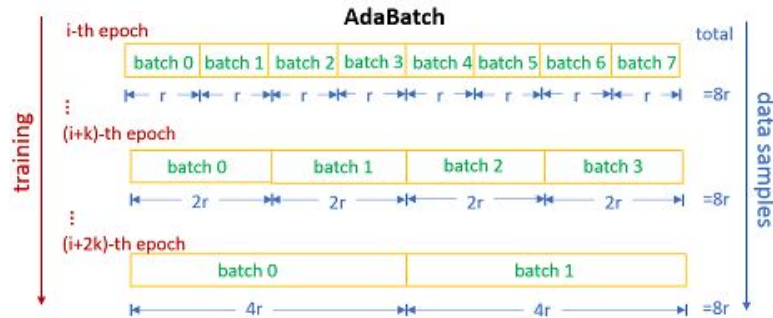 AdaBatch
i-th epoch
total
batch 0 batch 1 batch 2 batch 3 batch 4 batch 5 batch 6 batch 7
r r r r r r r r =8r
...
(i+k)-th epoch
batch 0 batch 1 batch 2 batch 3
2r 2r 2r 2r =8r
...
(i+2k)-th epoch
batch 0 batch 1
4r 4r =8r
training
data samples